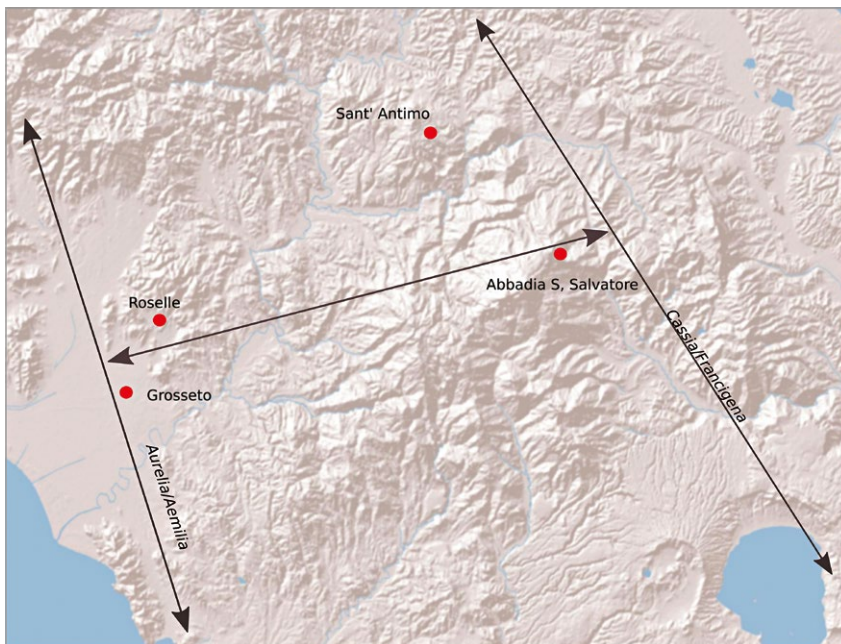 Sant' Antimo
Abbadia S, Salvatore
Roselle
Cassia/Francigena
Grosseto
Aurelia/Aemilia